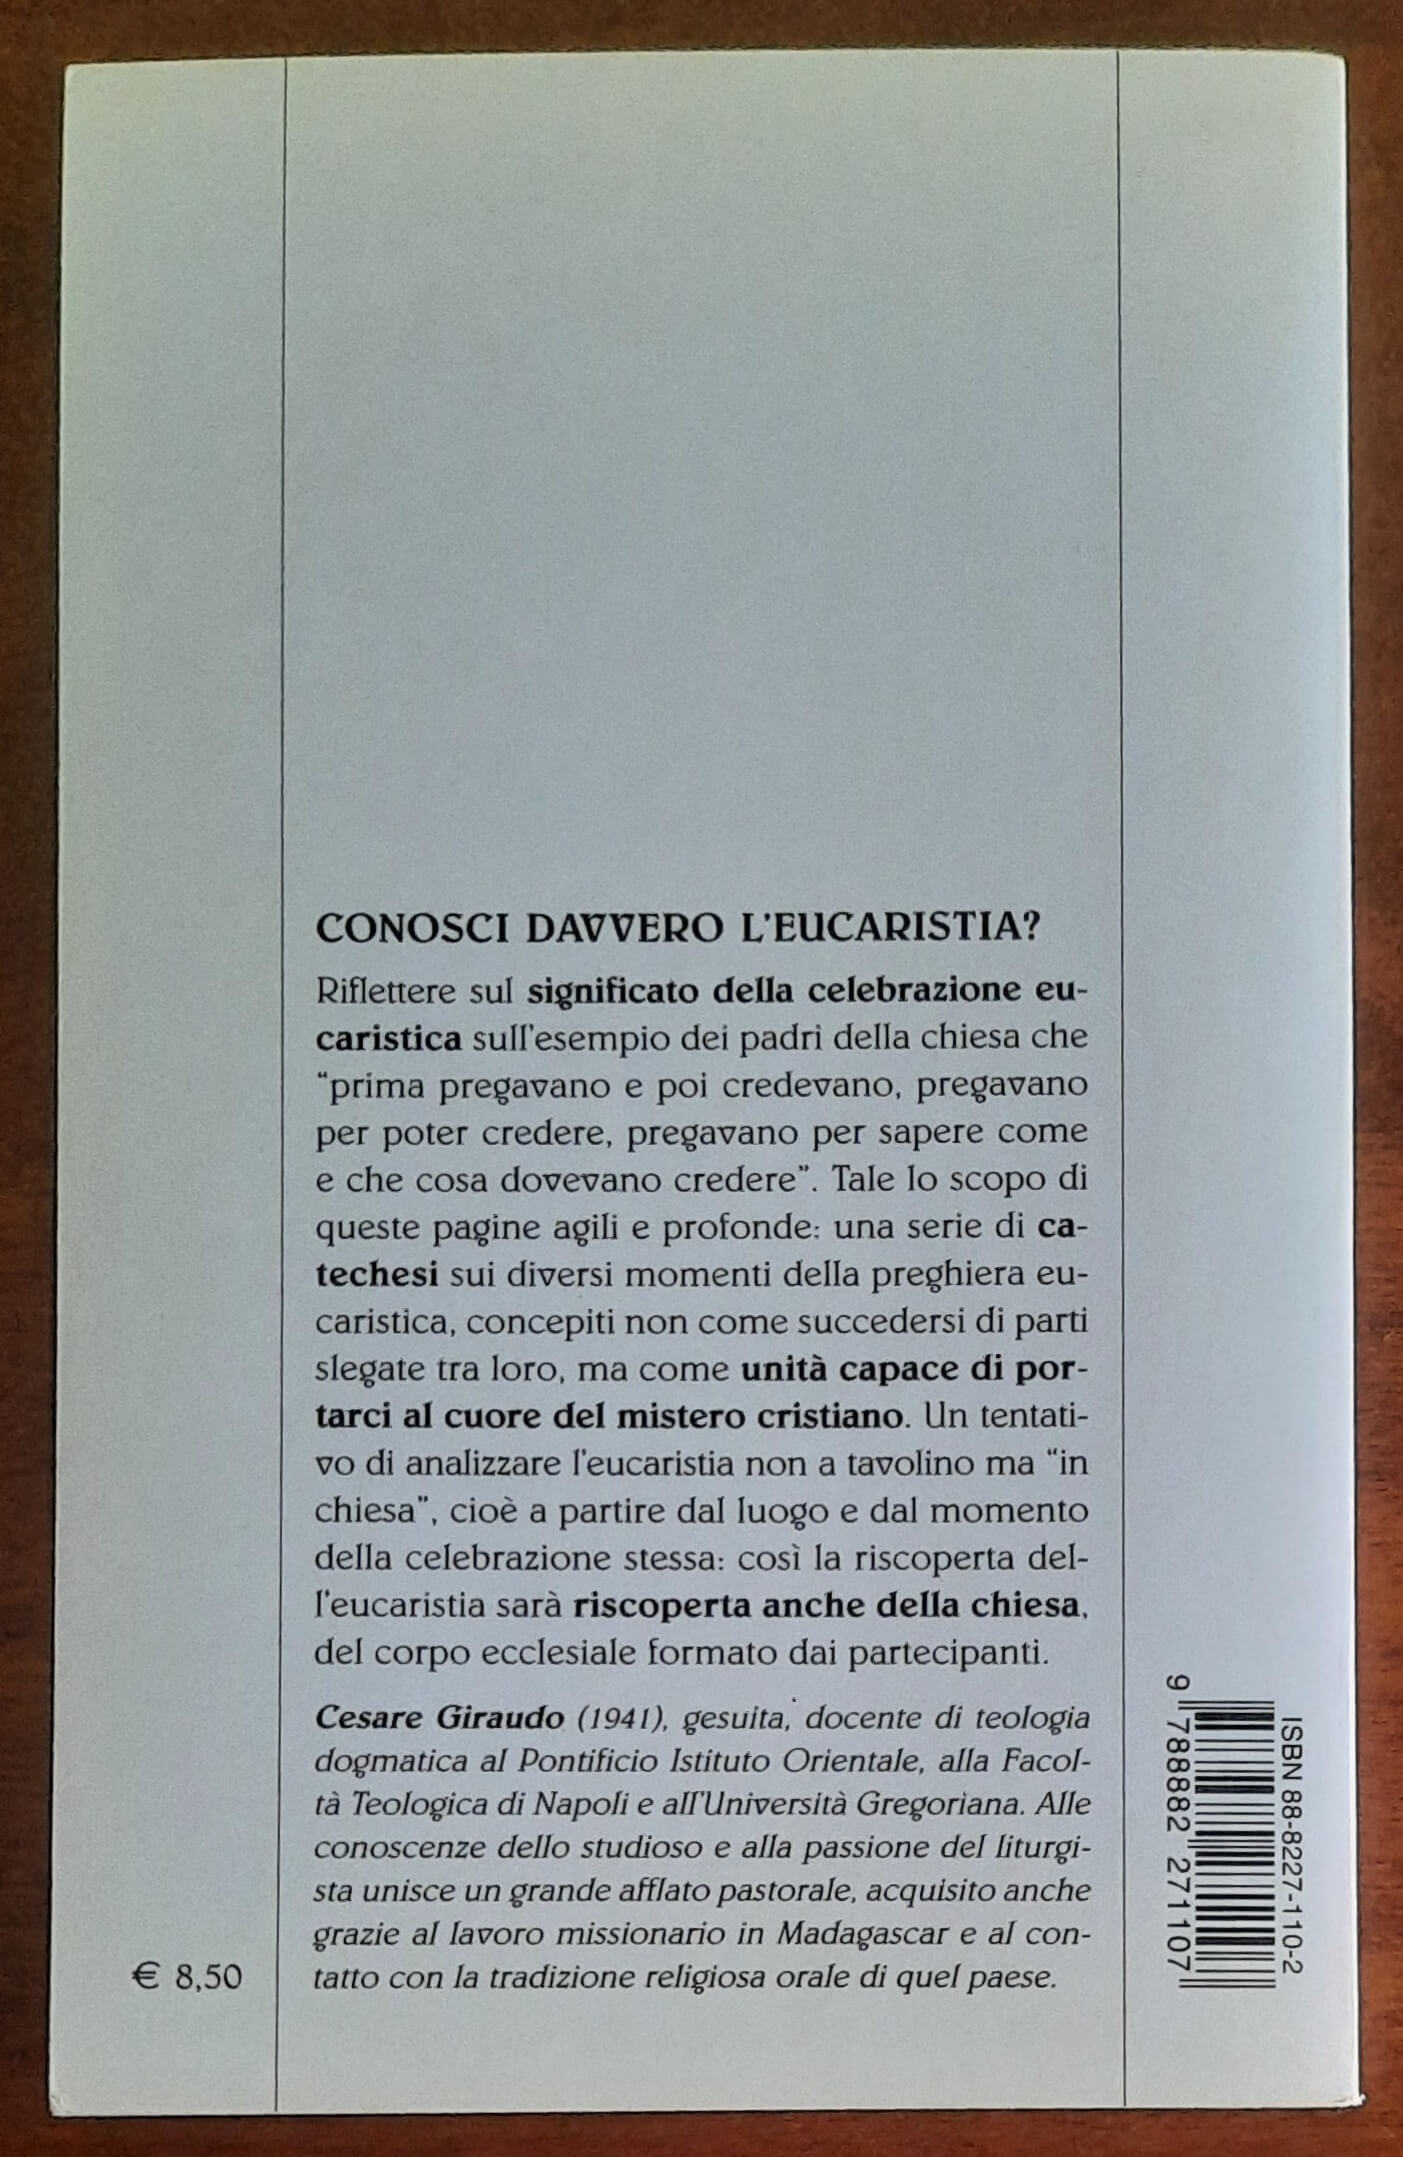 CONOSCI DAVVERO L'EUCARISTIA?
Riflettere sul significato della celebrazione eu-
caristica sull'esempio dei padri della chiesa che
“prima pregavano e poi credevano, pregavano
per poter credere, pregavano per sapere come
e che cosa dovevano credere”. Tale lo scopo di
queste pagine agili e profonde: una serie di ca-
techesi sui diversi momenti della preghiera eu-
caristica, concepiti non come succedersi di parti
slegate tra loro, ma come unità capace di por-
tarci al cuore del mistero cristiano. Un tentati-
vo di analizzare l'eucaristia non a tavolino ma “in
chiesa”, cioè a partire dal luogo e dal momento
della celebrazione stessa: così la riscoperta del-
l'eucaristia sarà riscoperta anche della chiesa,
del corpo ecclesiale formato dai partecipanti.
Cesare Giraudo (1941), gesuita, docente di teologia
dogmatica al Pontificio Istituto Orientale, alla Facol-
tà Teologica di Napoli e all'Università Gregoriana. Alle
conoscenze dello studioso e alla passione del liturgi-
sta unisce un grande afflato pastorale, acquisito anche
grazie al lavoro missionario in Madagascar e al con-
tatto con la tradizione religiosa orale di quel paese.
€ 8,50
ISBN 88-8227-110-2
9 788882 271107